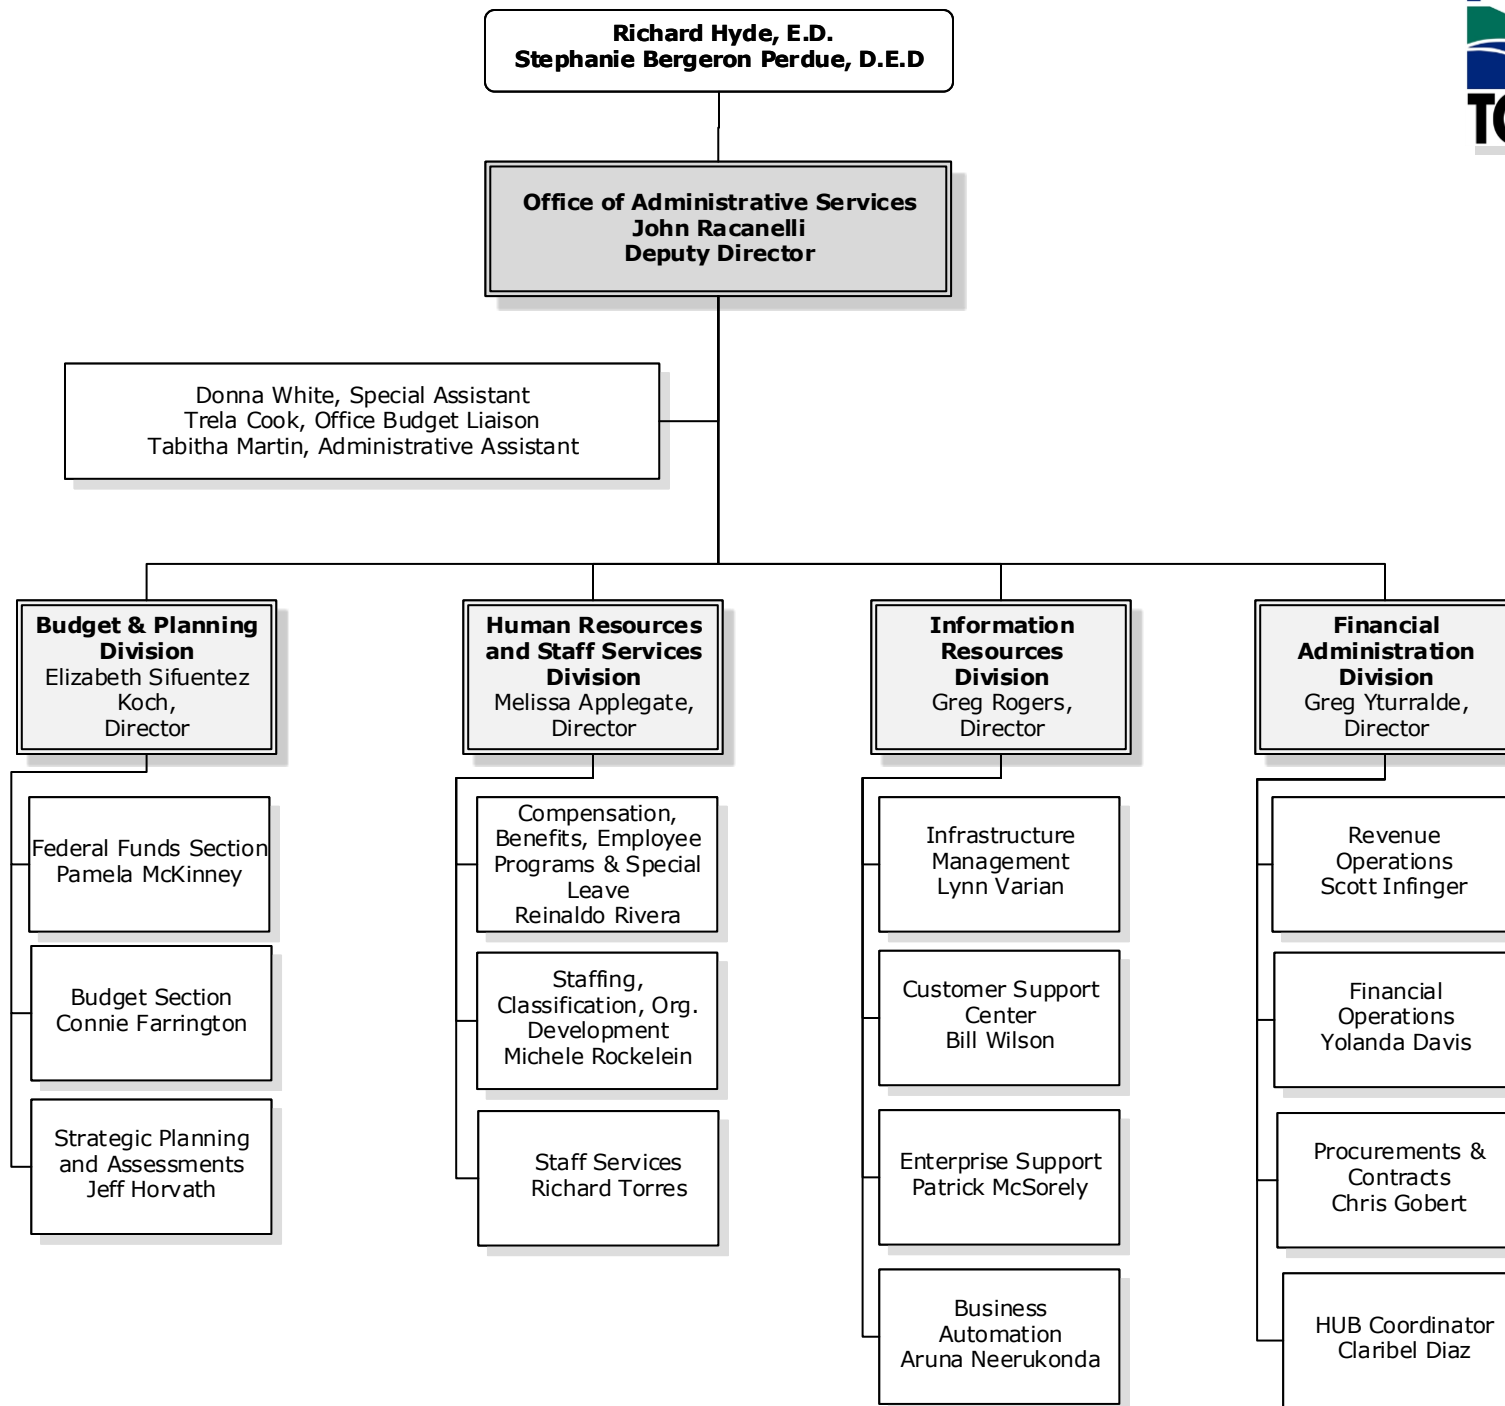 Richard Hyde, E.D.
Stephanie Bergeron Perdue, D.E.D
Office of Administrative Services
John Racanelli
Deputy Director
Donna White, Special Assistant
Trela Cook, Office Budget Liaison
Tabitha Martin, Administrative Assistant
Budget & Planning
Division
Elizabeth Sifuentez
Koch,
Director
Federal Funds Section
Pamela McKinney
Budget Section
Connie Farrington
Strategic Planning
and Assessments
Jeff Horvath
Human Resources
and Staff Services
Division
Melissa Applegate,
Director
Compensation,
Benefits, Employee
Programs & Special
Leave
Reinaldo Rivera
Staffing,
Classification, Org.
Development
Michele Rockelein
Staff Services
Richard Torres
Information
Resources
Division
Greg Rogers,
Director
Infrastructure
Management
Lynn Varian
Customer Support
Center
Bill Wilson
Enterprise Support
Patrick McSorely
Business
Automation
Aruna Neerukonda
Financial
Administration
Division
Greg Yturralde,
Director
Revenue
Operations
Scott Infinger
Financial
Operations
Yolanda Davis
Procurements &
Contracts
Chris Gobert
HUB Coordinator
Claribel Diaz